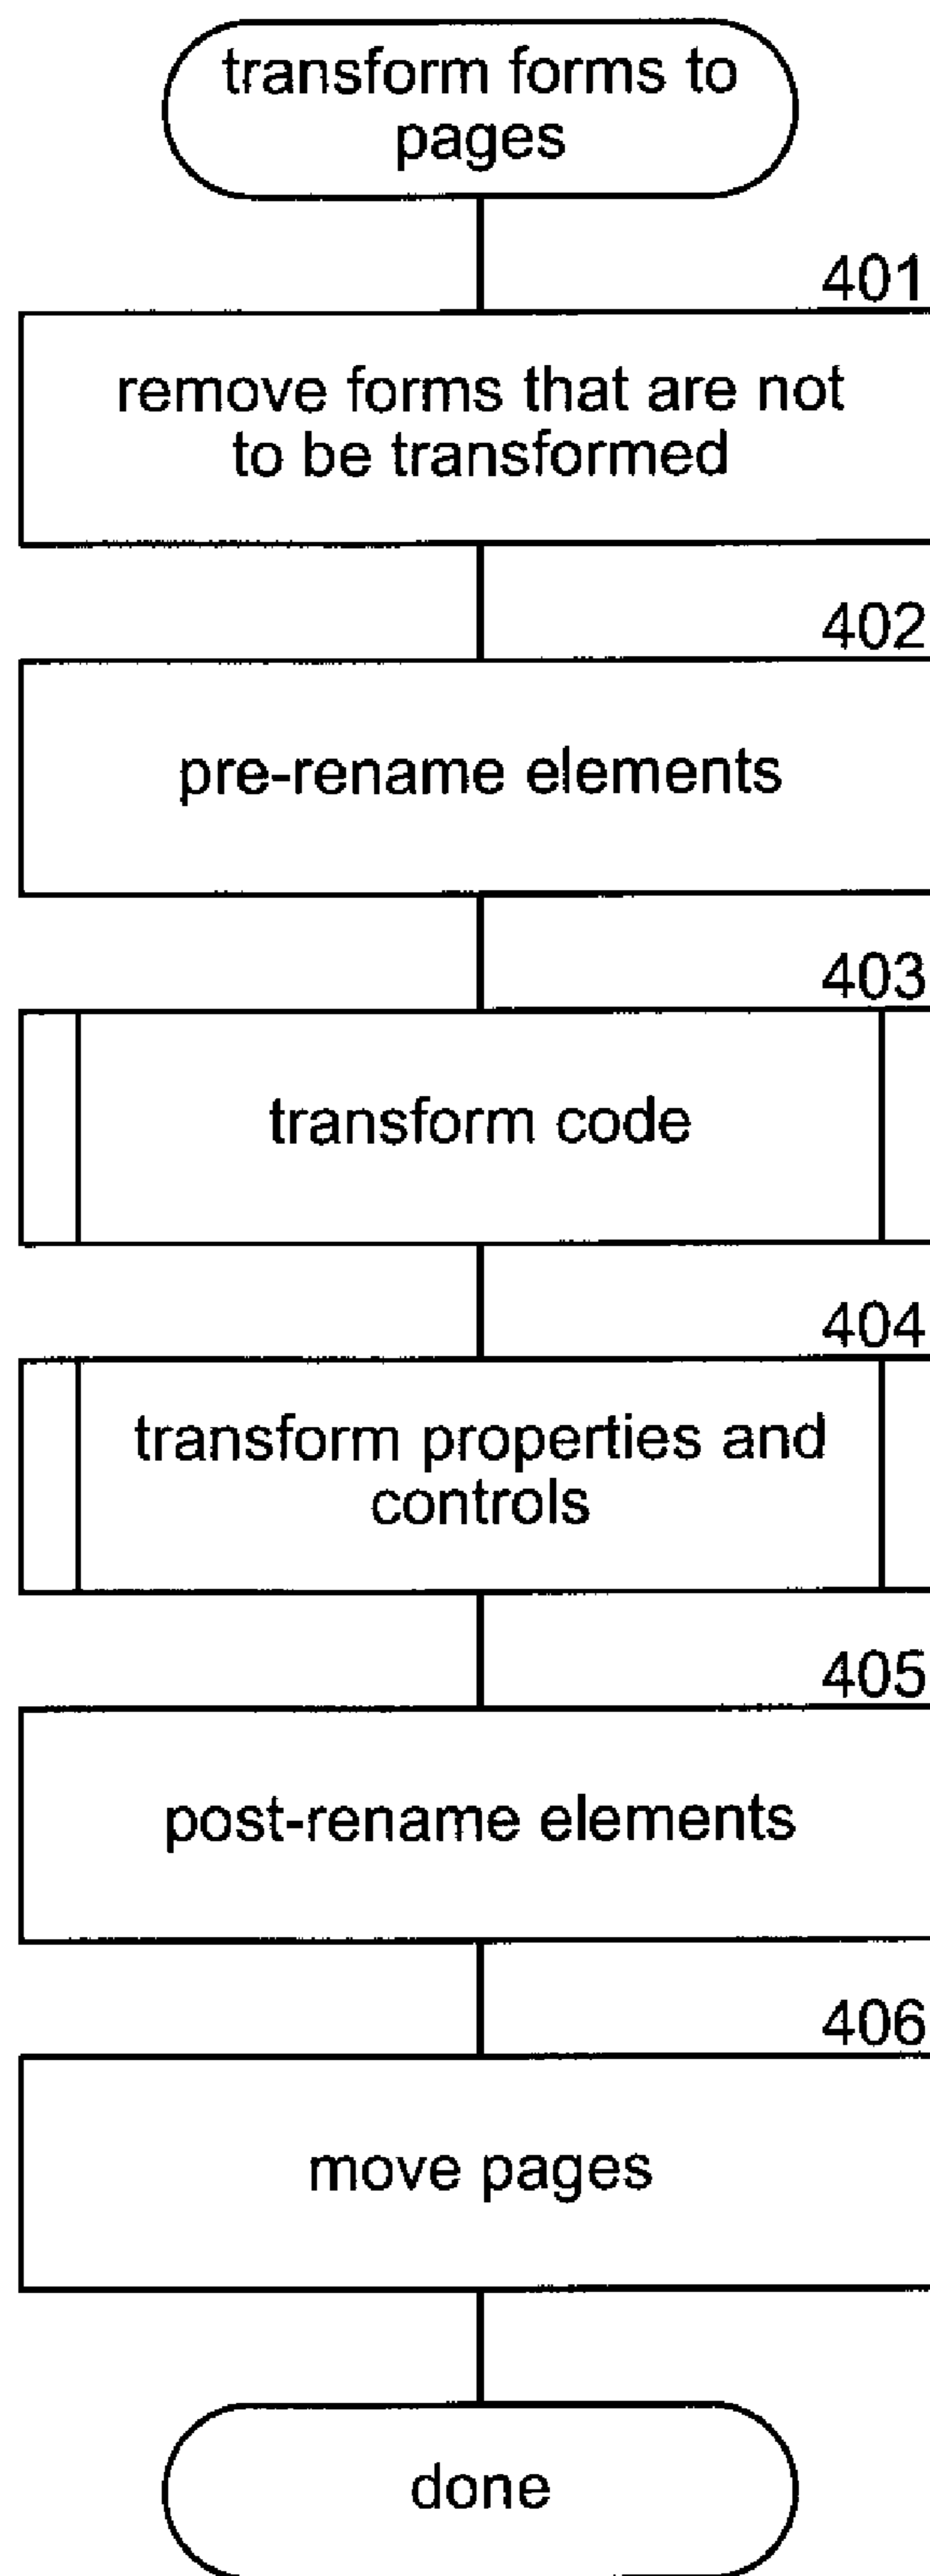 transform forms to
pages
401
remove forms that are not
to be transformed
402
pre-rename elements
403
transform code
404
transform properties and
controls
405
post-rename elements
406
move pages
done